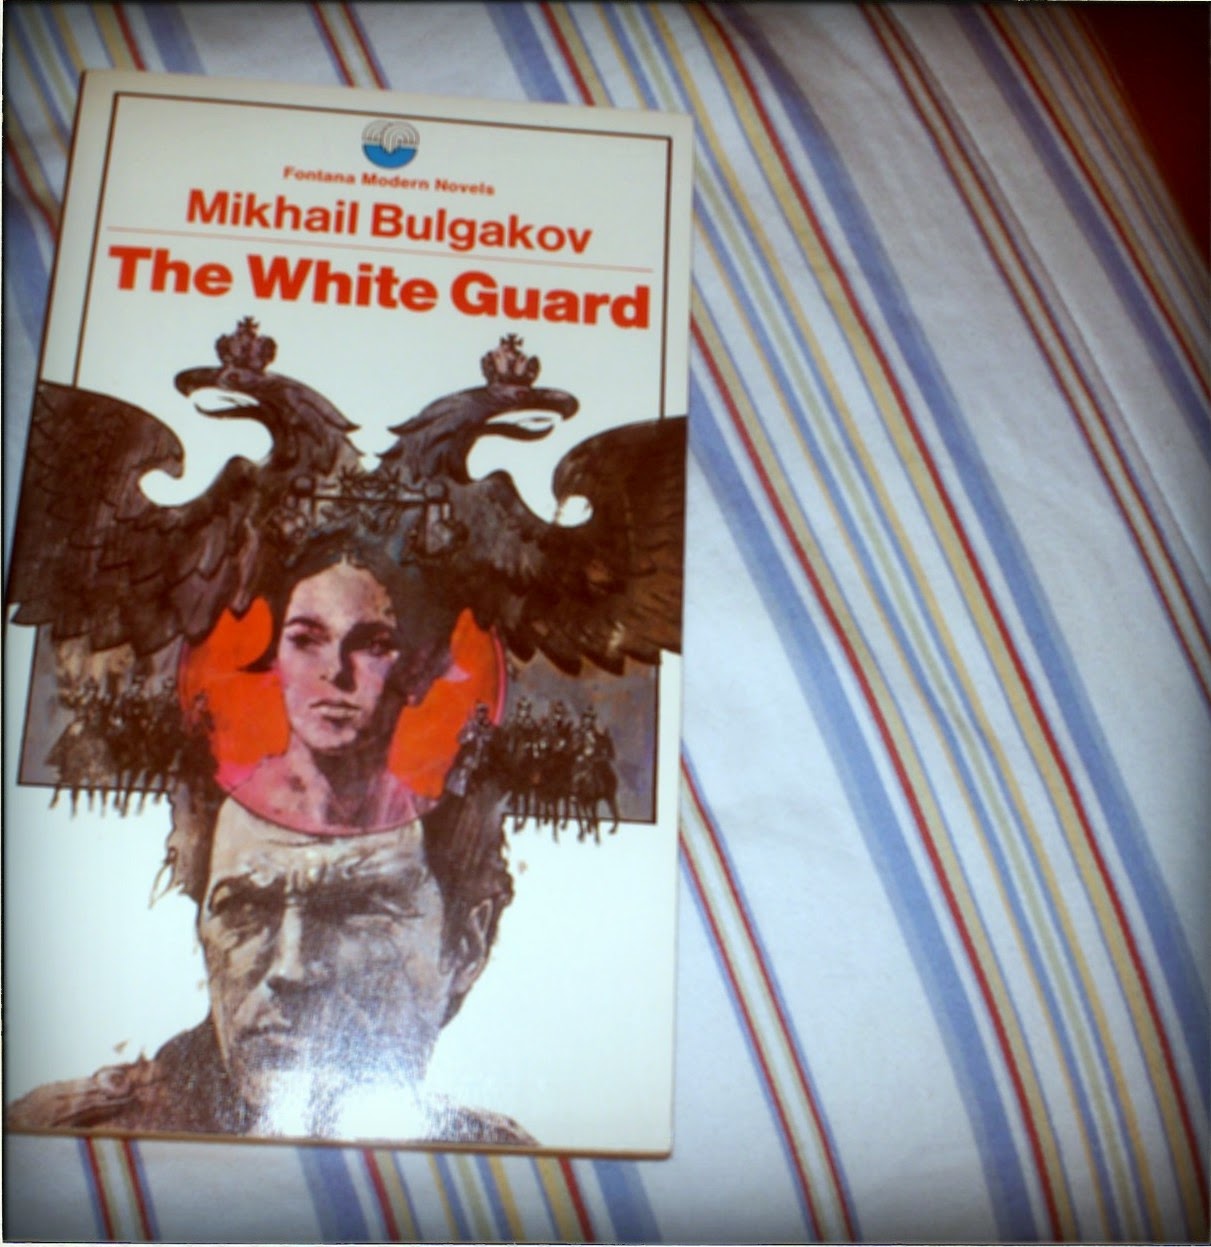 Fontana Modern Novels
Mikhail Bulgakov
The White Guard